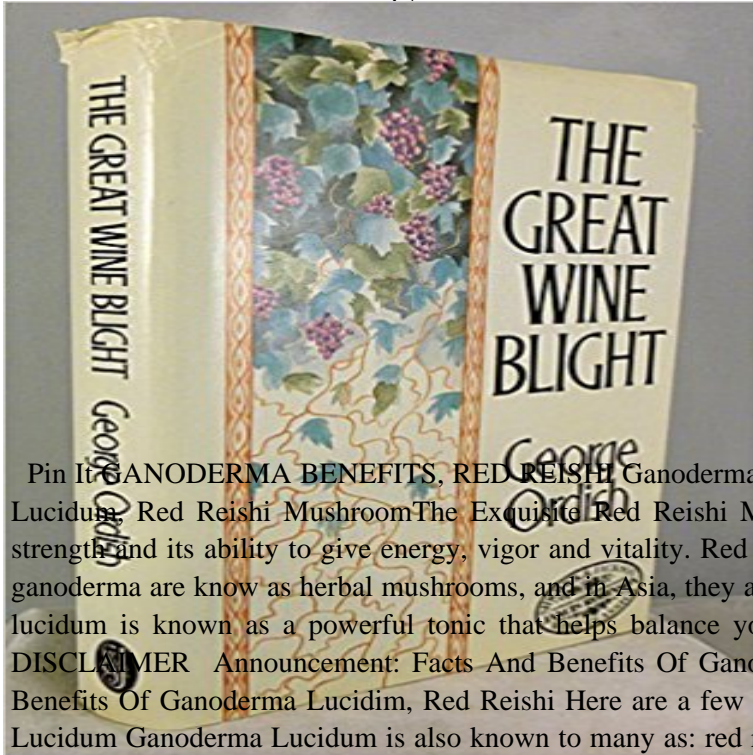 THE GREAT WINE BLIGHT George Ordish
THE
GREAT
WINE
BLIGHT
George
Ordish
Pin It GANODERMA BENEFITS, RED REISHI Ganoderma
Lucidum, Red Reishi MushroomThe Exquisite Red Reishi
strength and its ability to give energy, vigor and vitality. Red
ganoderma are know as herbal mushrooms, and in Asia, they
lucidum is known as a powerful tonic that helps balance
DISCLAIMER Announcement: Facts And Benefits Of
Benefits Of Ganoderma Lucidim, Red Reishi Here are a few
Lucidum Ganoderma Lucidum is also known to many as: red